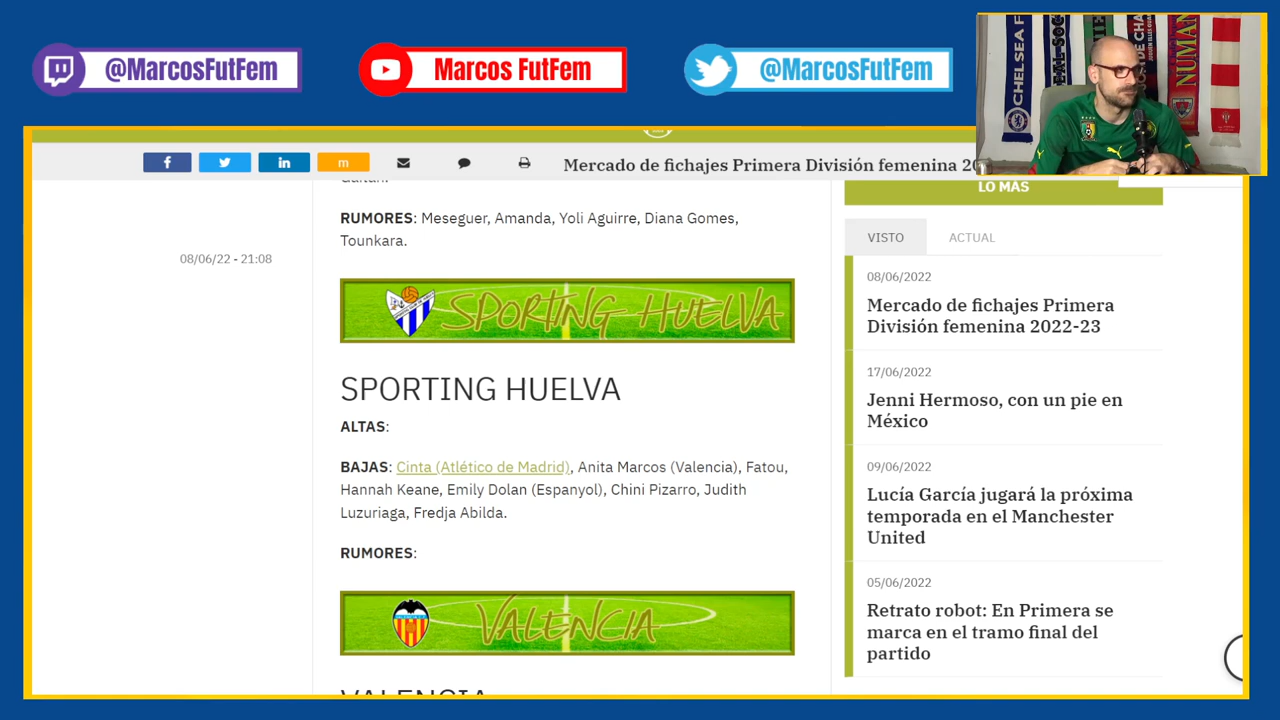 @MarcosFutFem
Marcos FutFem
@MarcosFutFem
CHELSEA F
NUMAN
Mercado de fichajes Primera División femenina 20
RUMORES: Meseguer, Amanda, Yoli Aguirre, Diana Gomes,
Tounkara.
08/06/22 - 21:08
SPORTING HUELVA
SPORTING HUELVA
ALTAS:
BAJAS: Cinta (Atlético de Madrid), Anita Marcos (Valencia), Fatou,
Hannah Keane, Emily Dolan (Espanyol), Chini Pizarro, Judith
Luzuriaga, Fredja Abilda.
RUMORES:
VALENCIA
VALENCIA
LO MÁS
VISTO
ACTUAL
08/06/2022
Mercado de fichajes Primera
División femenina 2022-23
17/06/2022
Jenni Hermoso, con un pie en
México
09/06/2022
Lucía García jugará la próxima
temporada en el Manchester
United
05/06/2022
Retrato robot: En Primera se
marca en el tramo final del
partido